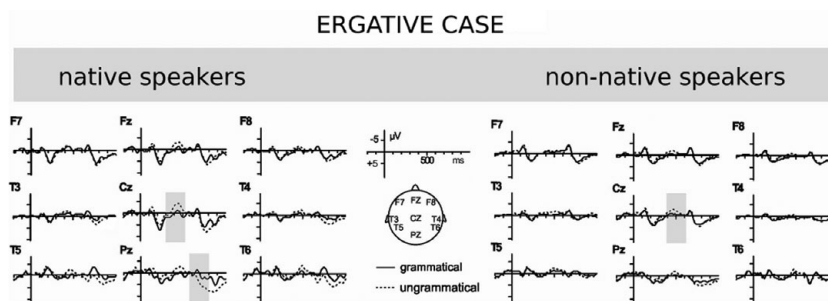 ERGATIVE CASE
native speakers
non-native speakers
F7 Fz F8
T3 Cz T4
T5 Pz T6
-5 µV
+5 500 ms
F7 FZ F8
T3 CZ T4
T5 T6
PZ
grammatical
ungrammatical
F7 Fz F8
T3 Cz T4
T5 Pz T6